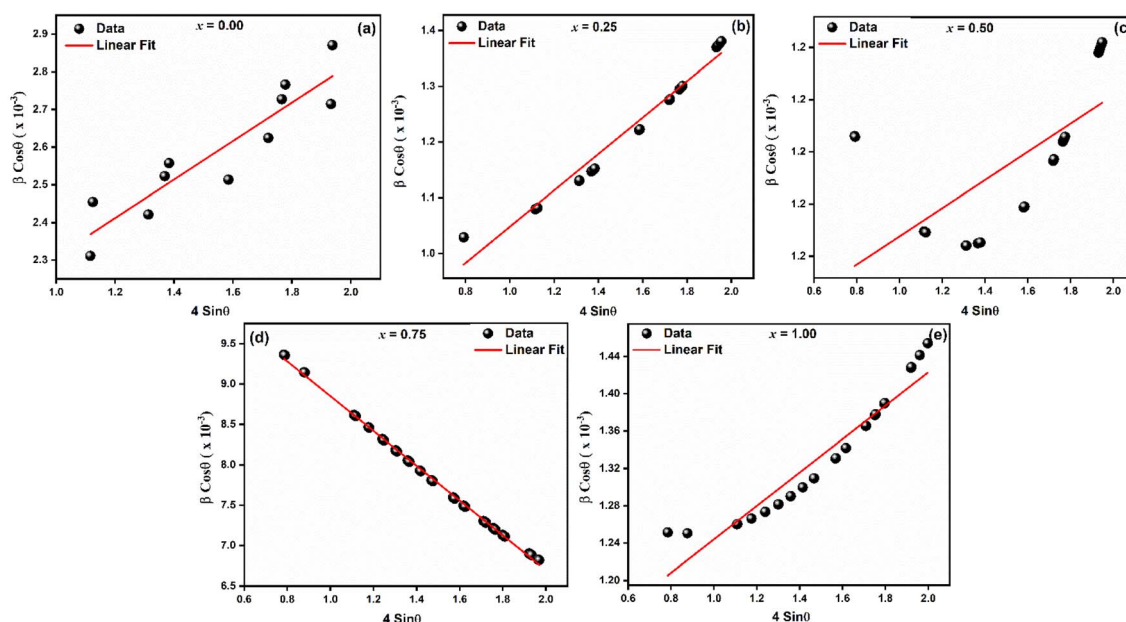 Data
Linear Fit
x = 0.00
(a)
2.9
2.8
2.7
2.6
2.5
2.4
2.3
β Cosθ ( x 10⁻³)
1.0 1.2 1.4 1.6 1.8 2.0
4 Sinθ
Data
Linear Fit
x = 0.25
(b)
1.4
1.3
1.2
1.1
1.0
β Cosθ ( x 10⁻³)
0.8 1.0 1.2 1.4 1.6 1.8 2.0
4 Sinθ
Data
Linear Fit
x = 0.50
(c)
1.2
1.2
1.2
1.2
1.2
β Cosθ ( x 10⁻³)
0.6 0.8 1.0 1.2 1.4 1.6 1.8 2.0
4 Sinθ
(d)
x = 0.75
Data
Linear Fit
9.5
9.0
8.5
8.0
7.5
7.0
6.5
β Cosθ ( x 10⁻³)
0.6 0.8 1.0 1.2 1.4 1.6 1.8 2.0
4 Sinθ
Data
Linear Fit
x = 1.00
(e)
1.44
1.40
1.36
1.32
1.28
1.24
1.20
β Cosθ ( x 10⁻³)
0.6 0.8 1.0 1.2 1.4 1.6 1.8 2.0
4 Sinθ